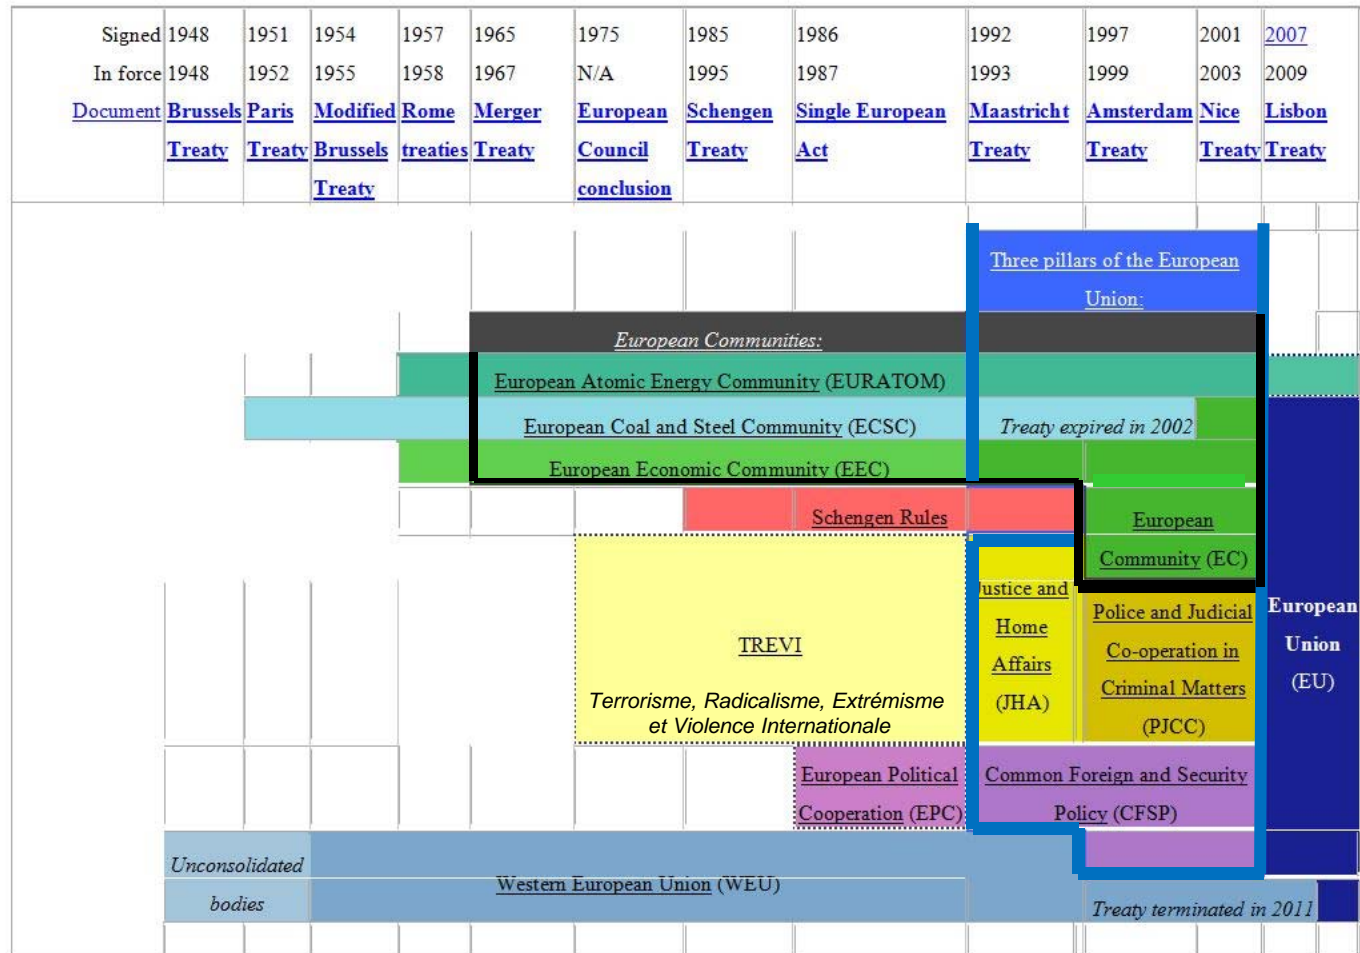 Signed 1948 1951 1954 1957 1965 1975 1985 1986 1992 1997 2001 2007
In force 1948 1952 1955 1958 1967 N/A 1995 1987 1993 1999 2003 2009
Document Brussels Paris Modified Rome Merger European Schengen Single European Maastricht Amsterdam Nice Lisbon
Treaty Treaty Brussels treaties Treaty Council Treaty Act Treaty Treaty Treaty Treaty
Treaty conclusion
Three pillars of the European
Union:
European Communities:
European Atomic Energy Community (EURATOM)
European Coal and Steel Community (ECSC) Treaty expired in 2002
European Economic Community (EEC)
Schengen Rules
European
Community (EC)
TREVI
Terrorisme, Radicalisme, Extrémisme
et Violence Internationale
Justice and
Home
Affairs
(JHA)
Police and Judicial
Co-operation in
Criminal Matters
(PJCC)
European
Union
(EU)
European Political
Cooperation (EPC)
Common Foreign and Security
Policy (CFSP)
Unconsolidated
bodies
Western European Union (WEU)
Treaty terminated in 2011